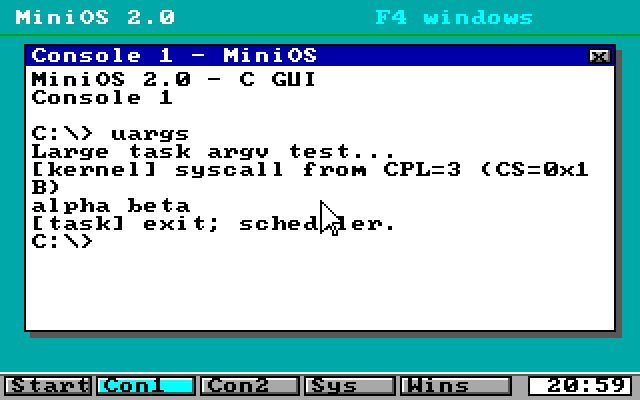 MiniOS 2.0 F4 windows
Console 1 - MiniOS
MiniOS 2.0 - C GUI
Console 1
C:\> uargs
Large task argv test...
[kernel] syscall from CPL=3 (CS=0x1
B)
alpha beta
[task] exit; scheduler.
C:\>
Start Con1 Con2 Sys Wins 20:59